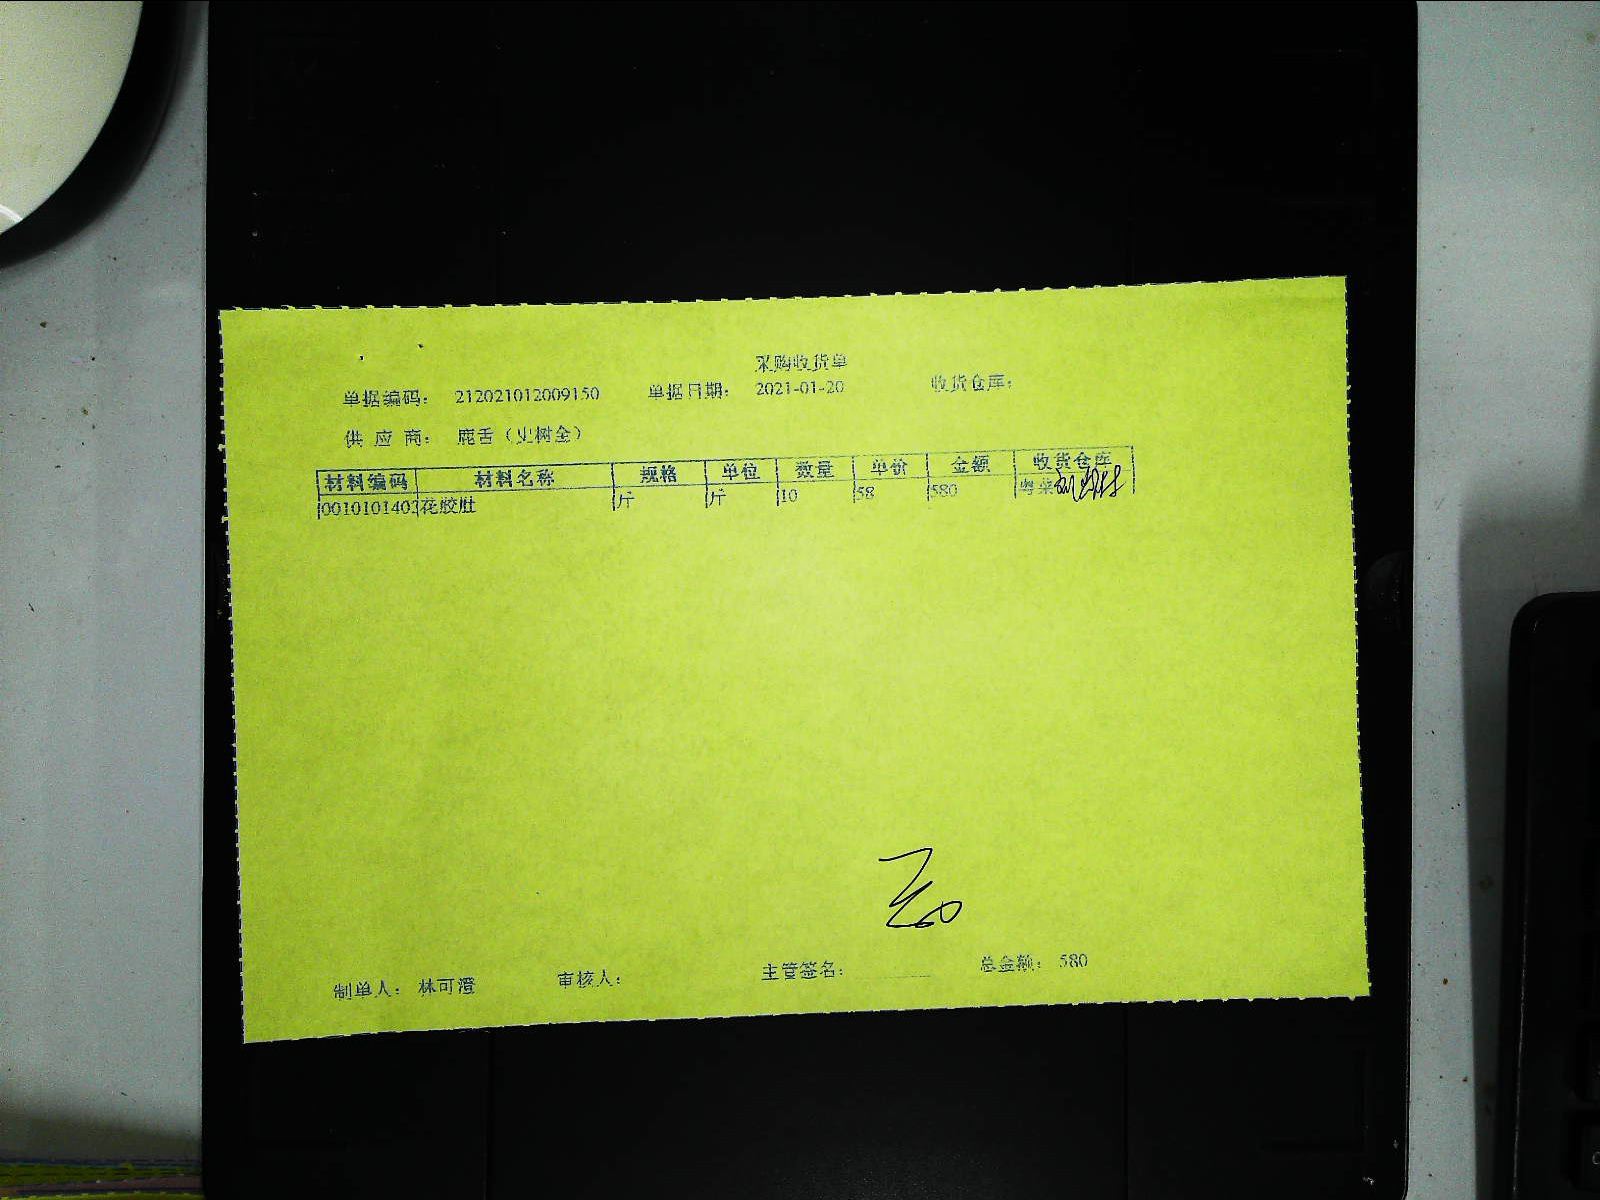 采购收货单
单据编码： 212021012009150 单据日期： 2021-01-20 收货仓库：
供 应 商： 鹿舌（史树全）
材料编码 材料名称 规格 单位 数量 单价 金额 收货仓库
0010101402 花胶肚 斤 斤 10 58 580 粤菜
制单人： 林可澄 审核人： 主管签名： 总金额： 580